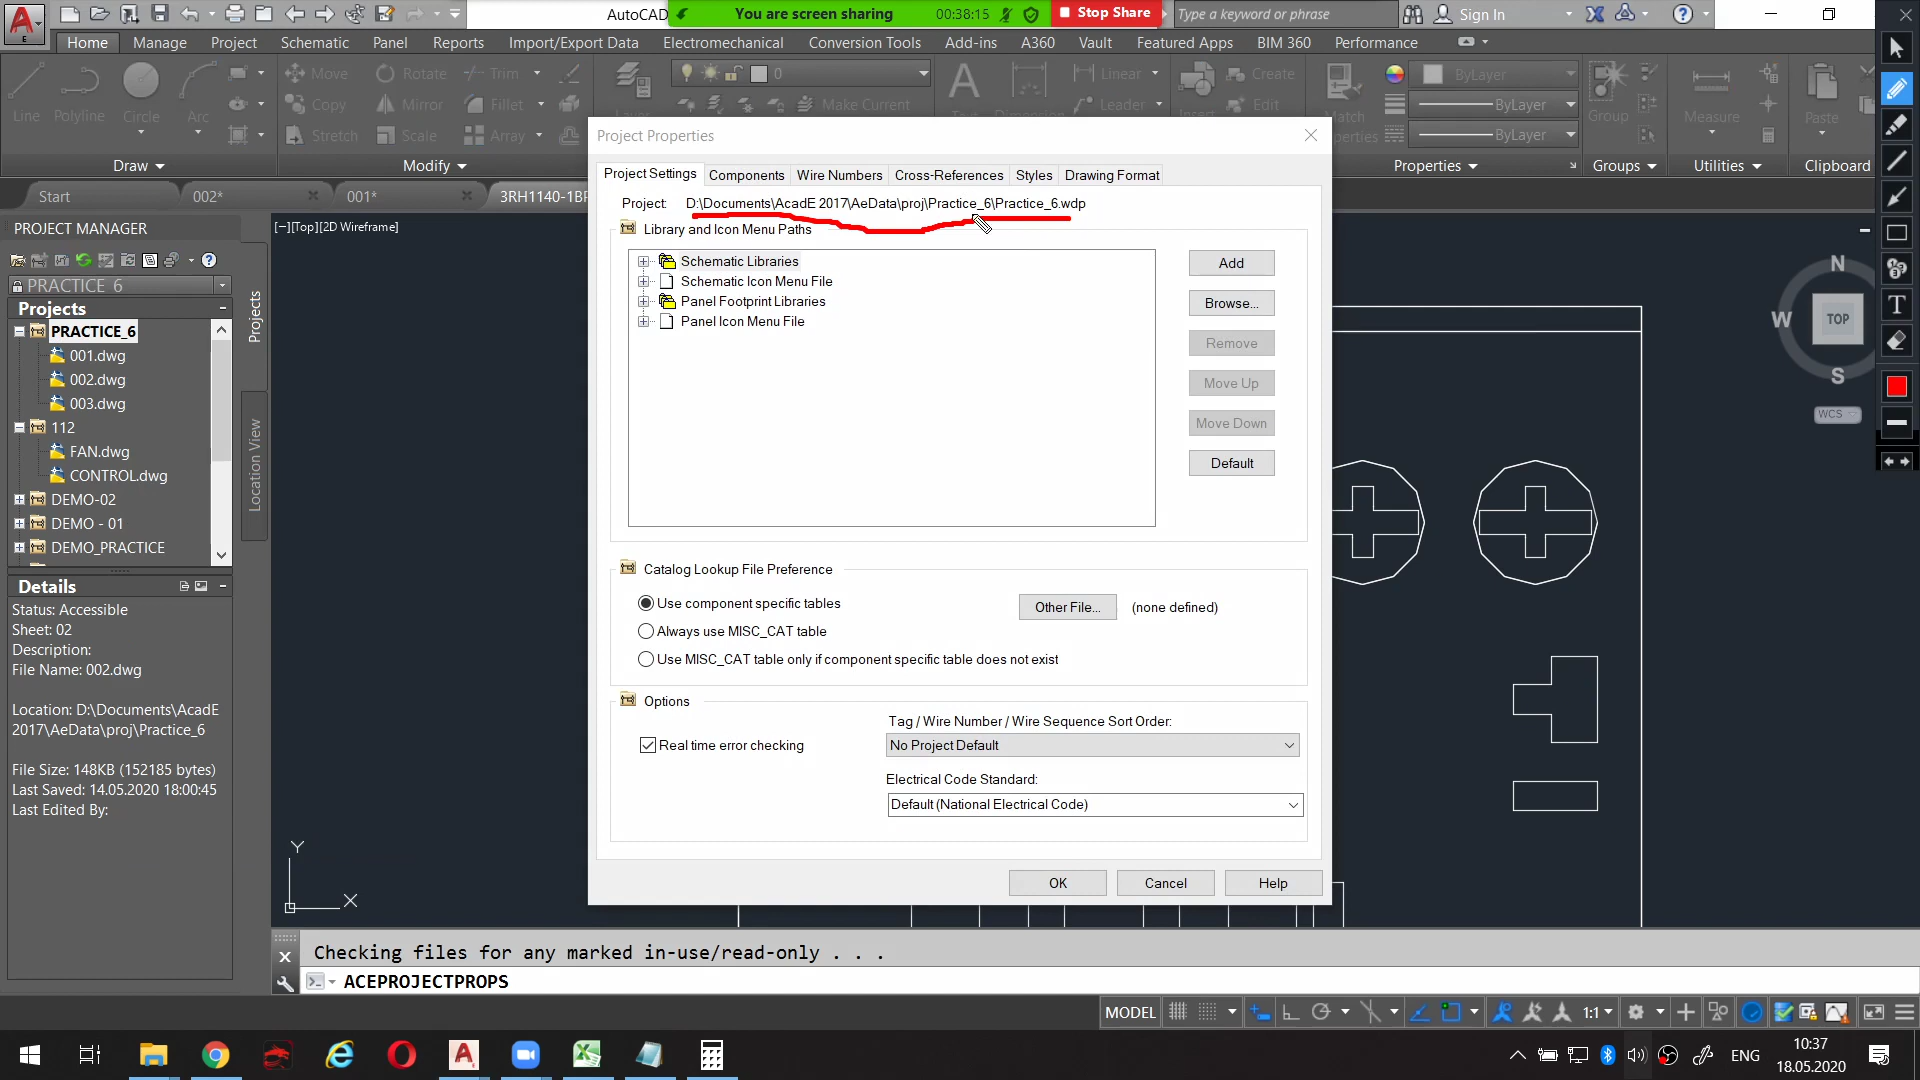 AutoCAD
You are screen sharing
00:38:15
Stop Share
Type a keyword or phrase
Sign In
Home
Manage
Project
Schematic
Panel
Reports
Import/Export Data
Electromechanical
Conversion Tools
Add-ins
A360
Vault
Featured Apps
BIM 360
Performance
Line
Polyline
Circle
Arc
Move
Rotate
Trim
Copy
Mirror
Fillet
Stretch
Scale
Array
0
Make Current
Linear
Leader
Insert
Create
Edit
Match
ByLayer
ByLayer
ByLayer
Group
Measure
Paste
Draw
Modify
Properties
Groups
Utilities
Clipboard
Start
002*
001*
[−][Top][2D Wireframe]
PROJECT MANAGER
PRACTICE_6
Projects
PRACTICE_6
001.dwg
002.dwg
003.dwg
112
FAN.dwg
CONTROL.dwg
DEMO-02
DEMO - 01
DEMO_PRACTICE
Projects
Location View
Details
Status: Accessible
Sheet: 02
Description:
File Name: 002.dwg
Location: D:\Documents\AcadE
2017\AeData\proj\Practice_6
File Size: 148KB (152185 bytes)
Last Saved: 14.05.2020 18:00:45
Last Edited By:
Project Properties
Project Settings
Components
Wire Numbers
Cross-References
Styles
Drawing Format
Project: D:\Documents\AcadE 2017\AeData\proj\Practice_6\Practice_6.wdp
Library and Icon Menu Paths
Schematic Libraries
Schematic Icon Menu File
Panel Footprint Libraries
Panel Icon Menu File
Add
Browse...
Remove
Move Up
Move Down
Default
Catalog Lookup File Preference
Use component specific tables
Always use MISC_CAT table
Use MISC_CAT table only if component specific table does not exist
Other File...
(none defined)
Options
Real time error checking
Tag / Wire Number / Wire Sequence Sort Order:
No Project Default
Electrical Code Standard:
Default (National Electrical Code)
OK
Cancel
Help
N
W
TOP
S
WCS
Y
X
Checking files for any marked in-use/read-only . . .
ACEPROJECTPROPS
MODEL
1:1
ENG
10:37
18.05.2020